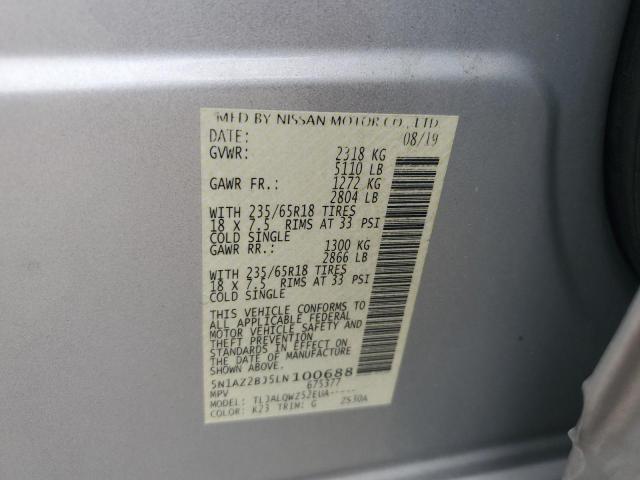 MFD BY NISSAN MOTOR CO., LTD
DATE: 08/19
GVWR: 2318 KG
5110 LB
GAWR FR.: 1272 KG
2804 LB
WITH 235/65R18 TIRES
18 X 7.5 RIMS AT 33 PSI
COLD SINGLE
GAWR RR.: 1300 KG
2866 LB
WITH 235/65R18 TIRES
18 X 7.5 RIMS AT 33 PSI
COLD SINGLE
THIS VEHICLE CONFORMS TO
ALL APPLICABLE FEDERAL
MOTOR VEHICLE SAFETY AND
THEFT PREVENTION
STANDARDS IN EFFECT ON
THE DATE OF MANUFACTURE
SHOWN ABOVE.
5N1AZ2BJ5LN100688
MPV 675377
MODEL: TLJALQWZ52EUA-----
COLOR: K23 TRIM: G ZS30A